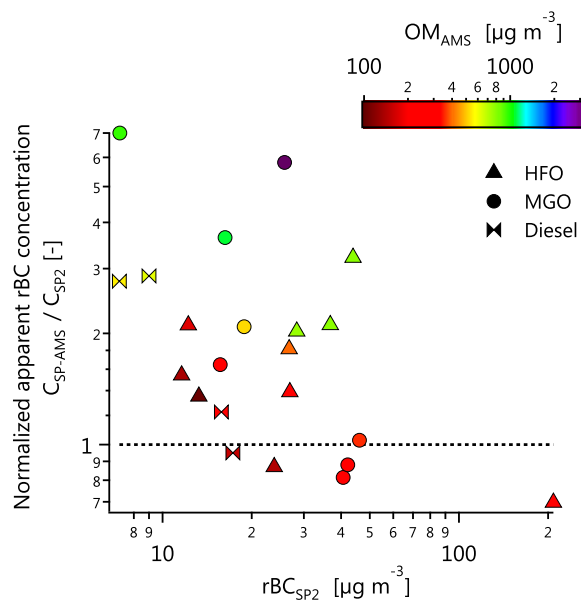 OM_AMS [µg m⁻³]
100 1000
2 4 6 8 2
HFO
MGO
Diesel
Normalized apparent rBC concentration
C_SP-AMS / C_SP2 [-]
7
6
5
4
3
2
1
9
8
7
8 9 2 3 4 5 6 7 8 9 2
10 100
rBC_SP2 [µg m⁻³]